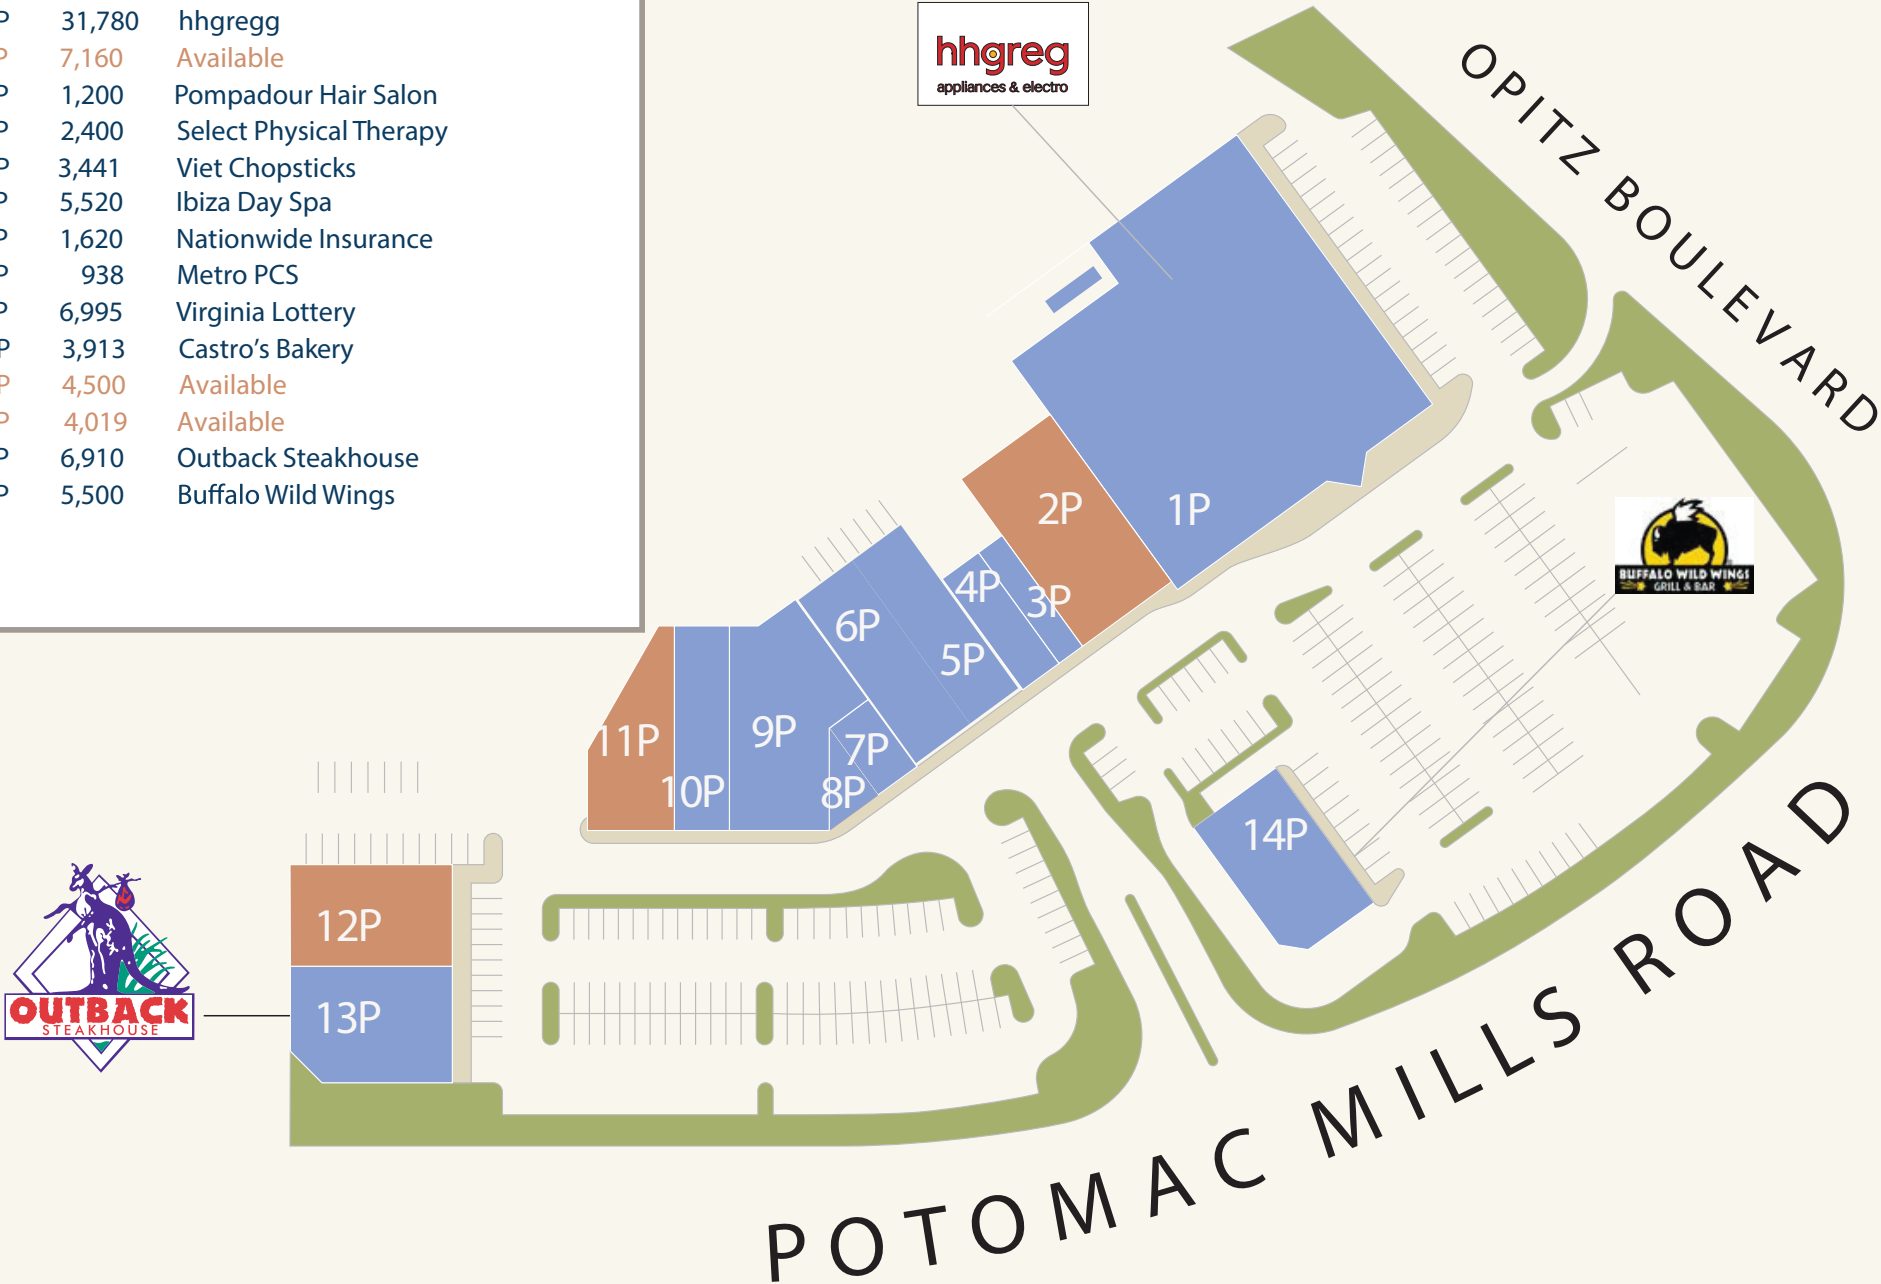 P 31,780 hhgregg
P 7,160 Available
P 1,200 Pompadour Hair Salon
P 2,400 Select Physical Therapy
P 3,441 Viet Chopsticks
P 5,520 Ibiza Day Spa
P 1,620 Nationwide Insurance
P 938 Metro PCS
P 6,995 Virginia Lottery
P 3,913 Castro’s Bakery
P 4,500 Available
P 4,019 Available
P 6,910 Outback Steakhouse
P 5,500 Buffalo Wild Wings
hhgreg
appliances & electro
OPITZ BOULEVARD
BUFFALO WILD WINGS
GRILL & BAR
1P
2P
3P
4P
5P
6P
7P
8P
9P
10P
11P
12P
13P
14P
OUTBACK
STEAKHOUSE
POTOMAC MILLS ROAD